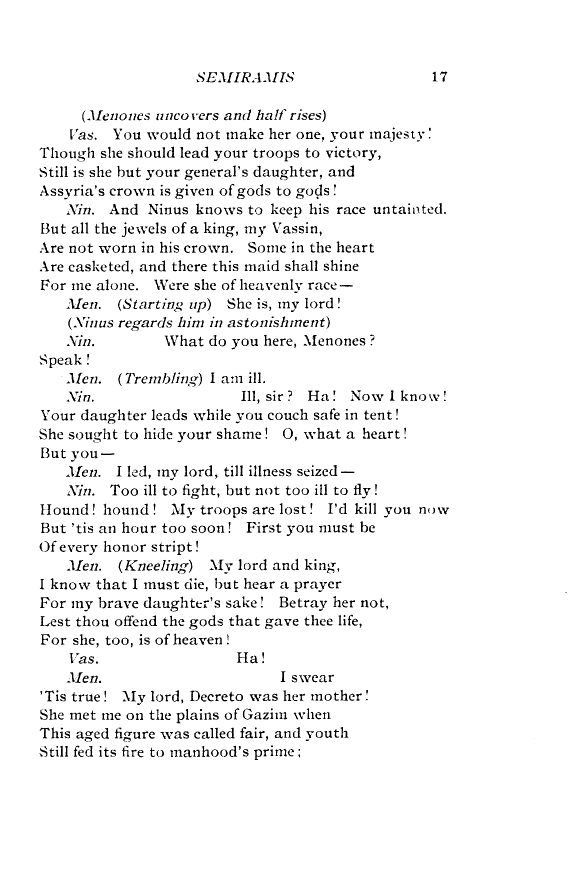 SEMIRAMIS 17
(Menones uncovers and half rises)
Vas. You would not make her one, your majesty!
Though she should lead your troops to victory,
Still is she but your general's daughter, and
Assyria's crown is given of gods to gods!
Nin. And Ninus knows to keep his race untainted.
But all the jewels of a king, my Vassin,
Are not worn in his crown. Some in the heart
Are casketed, and there this maid shall shine
For me alone. Were she of heavenly race—
Men. (Starting up) She is, my lord!
(Ninus regards him in astonishment)
Nin. What do you here, Menones?
Speak!
Men. (Trembling) I am ill.
Nin. Ill, sir? Ha! Now I know!
Your daughter leads while you couch safe in tent!
She sought to hide your shame! O, what a heart!
But you—
Men. I led, my lord, till illness seized—
Nin. Too ill to fight, but not too ill to fly!
Hound! hound! My troops are lost! I'd kill you now
But 'tis an hour too soon! First you must be
Of every honor stript!
Men. (Kneeling) My lord and king,
I know that I must die, but hear a prayer
For my brave daughter's sake! Betray her not,
Lest thou offend the gods that gave thee life,
For she, too, is of heaven!
Vas. Ha!
Men. I swear
'Tis true! My lord, Decreto was her mother!
She met me on the plains of Gazim when
This aged figure was called fair, and youth
Still fed its fire to manhood's prime;